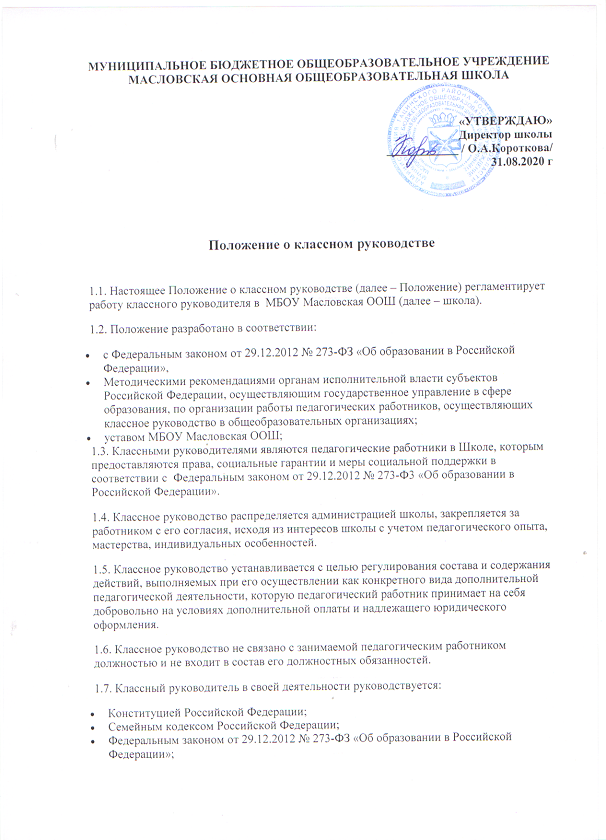 МУНИЦИПАЛЬНОЕ БЮДЖЕТНОЕ ОБЩЕОБРАЗОВАТЕЛЬНОЕ УЧРЕЖДЕНИЕ
МАСЛОВСКАЯ ОСНОВНАЯ ОБЩЕОБРАЗОВАТЕЛЬНАЯ ШКОЛА
«УТВЕРЖДАЮ»
Директор школы
/ О.А.Короткова/
31.08.2020 г
Положение о классном руководстве
1.1. Настоящее Положение о классном руководстве (далее – Положение) регламентирует
работу классного руководителя в МБОУ Масловская ООШ (далее – школа).
1.2. Положение разработано в соответствии:
• с Федеральным законом от 29.12.2012 № 273-ФЗ «Об образовании в Российской
Федерации»,
• Методическими рекомендациями органам исполнительной власти субъектов
Российской Федерации, осуществляющим государственное управление в сфере
образования, по организации работы педагогических работников, осуществляющих
классное руководство в общеобразовательных организациях;
• уставом МБОУ Масловская ООШ;
1.3. Классными руководителями являются педагогические работники в Школе, которым
предоставляются права, социальные гарантии и меры социальной поддержки в
соответствии с Федеральным законом от 29.12.2012 № 273-ФЗ «Об образовании в
Российской Федерации».
1.4. Классное руководство распределяется администрацией школы, закрепляется за
работником с его согласия, исходя из интересов школы с учетом педагогического опыта,
мастерства, индивидуальных особенностей.
1.5. Классное руководство устанавливается с целью регулирования состава и содержания
действий, выполняемых при его осуществлении как конкретного вида дополнительной
педагогической деятельности, которую педагогический работник принимает на себя
добровольно на условиях дополнительной оплаты и надлежащего юридического
оформления.
1.6. Классное руководство не связано с занимаемой педагогическим работником
должностью и не входит в состав его должностных обязанностей.
1.7. Классный руководитель в своей деятельности руководствуется:
• Конституцией Российской Федерации;
• Семейным кодексом Российской Федерации;
• Федеральным законом от 29.12.2012 № 273-ФЗ «Об образовании в Российской
Федерации»;